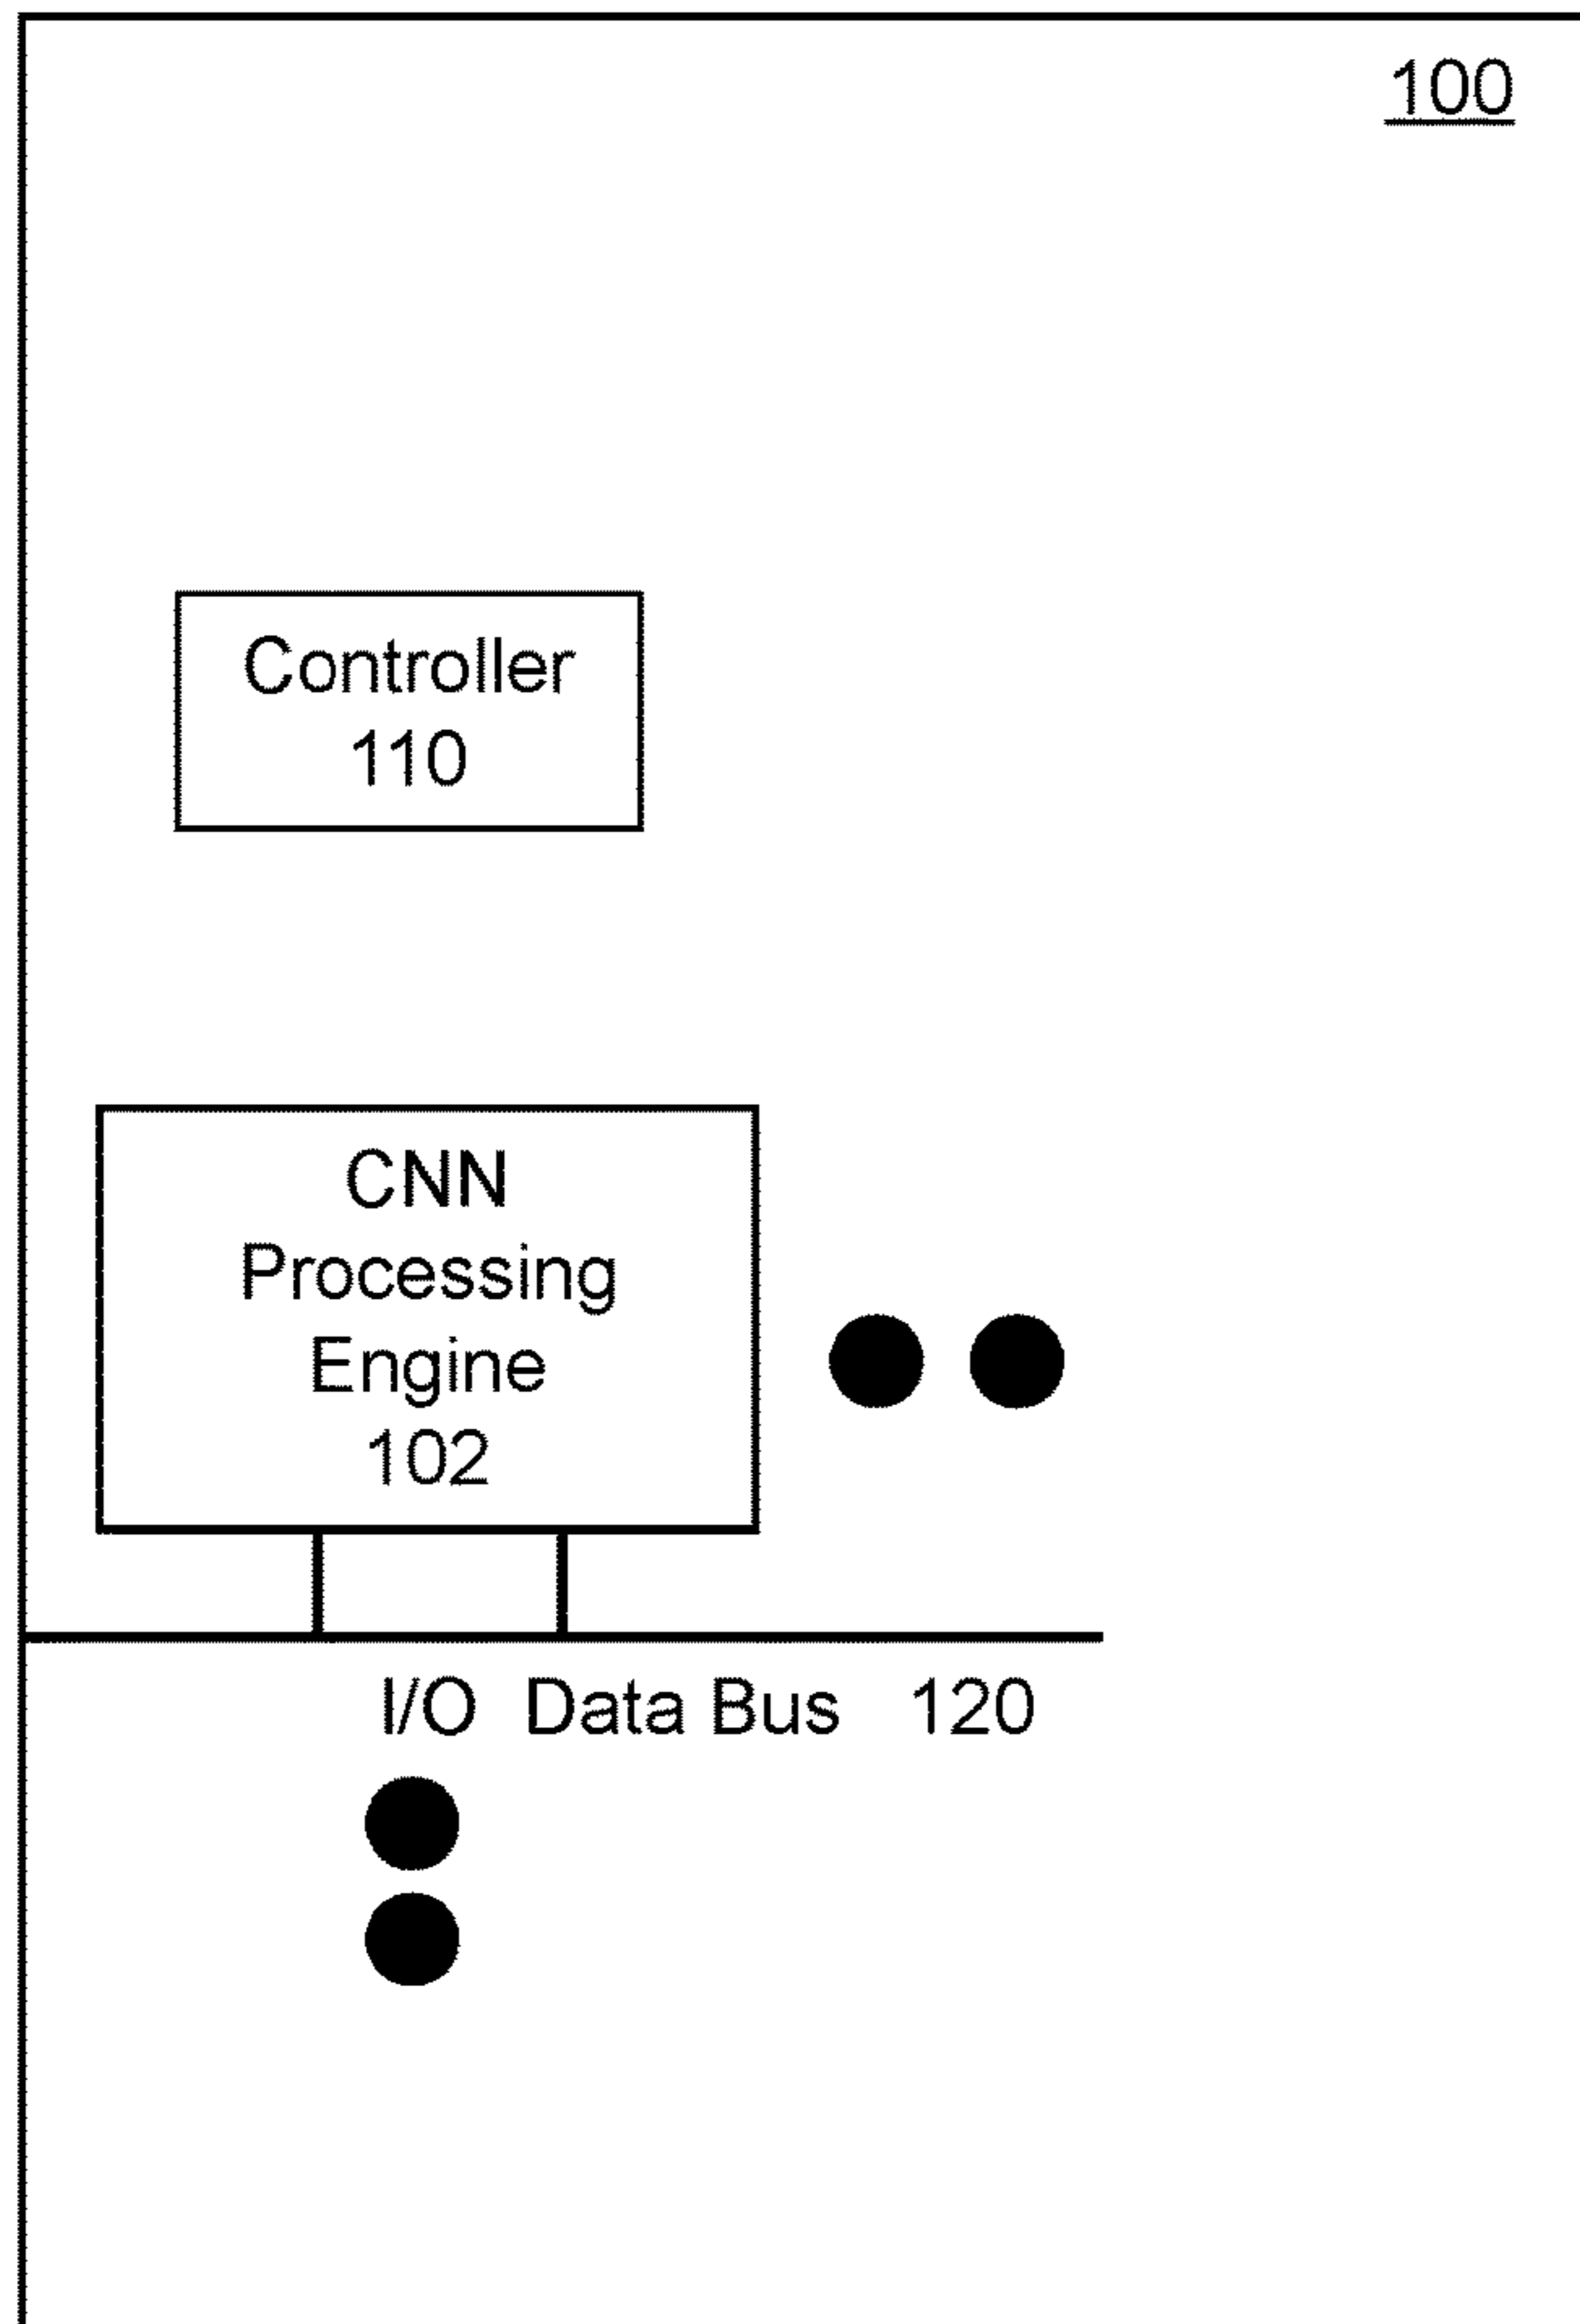 100
Controller
110
CNN
Processing
Engine
102
I/O Data Bus 120